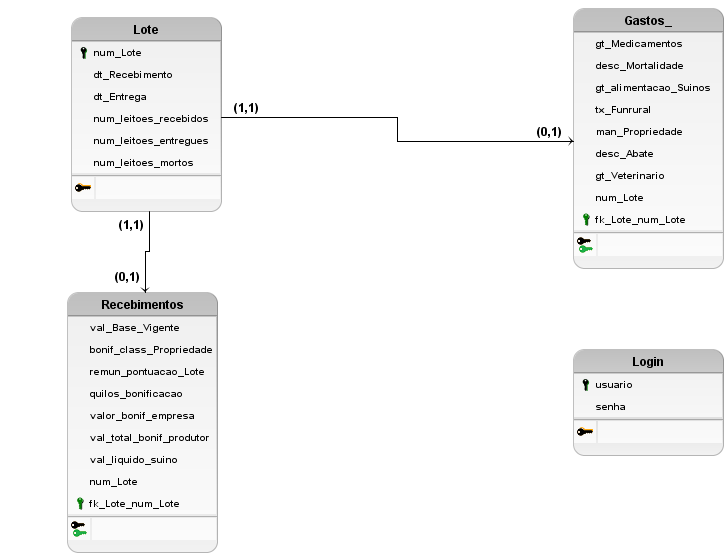 Lote
num_Lote
dt_Recebimento
dt_Entrega
num_leitoes_recebidos
num_leitoes_entregues
num_leitoes_mortos
(1,1)
(0,1)
Gastos_
gt_Medicamentos
desc_Mortalidade
gt_alimentacao_Suinos
tx_Funrural
man_Propriedade
desc_Abate
gt_Veterinario
num_Lote
fk_Lote_num_Lote
(1,1)
(0,1)
Recebimentos
val_Base_Vigente
bonif_class_Propriedade
remun_pontuacao_Lote
quilos_bonificacao
valor_bonif_empresa
val_total_bonif_produtor
val_liquido_suino
num_Lote
fk_Lote_num_Lote
Login
usuario
senha